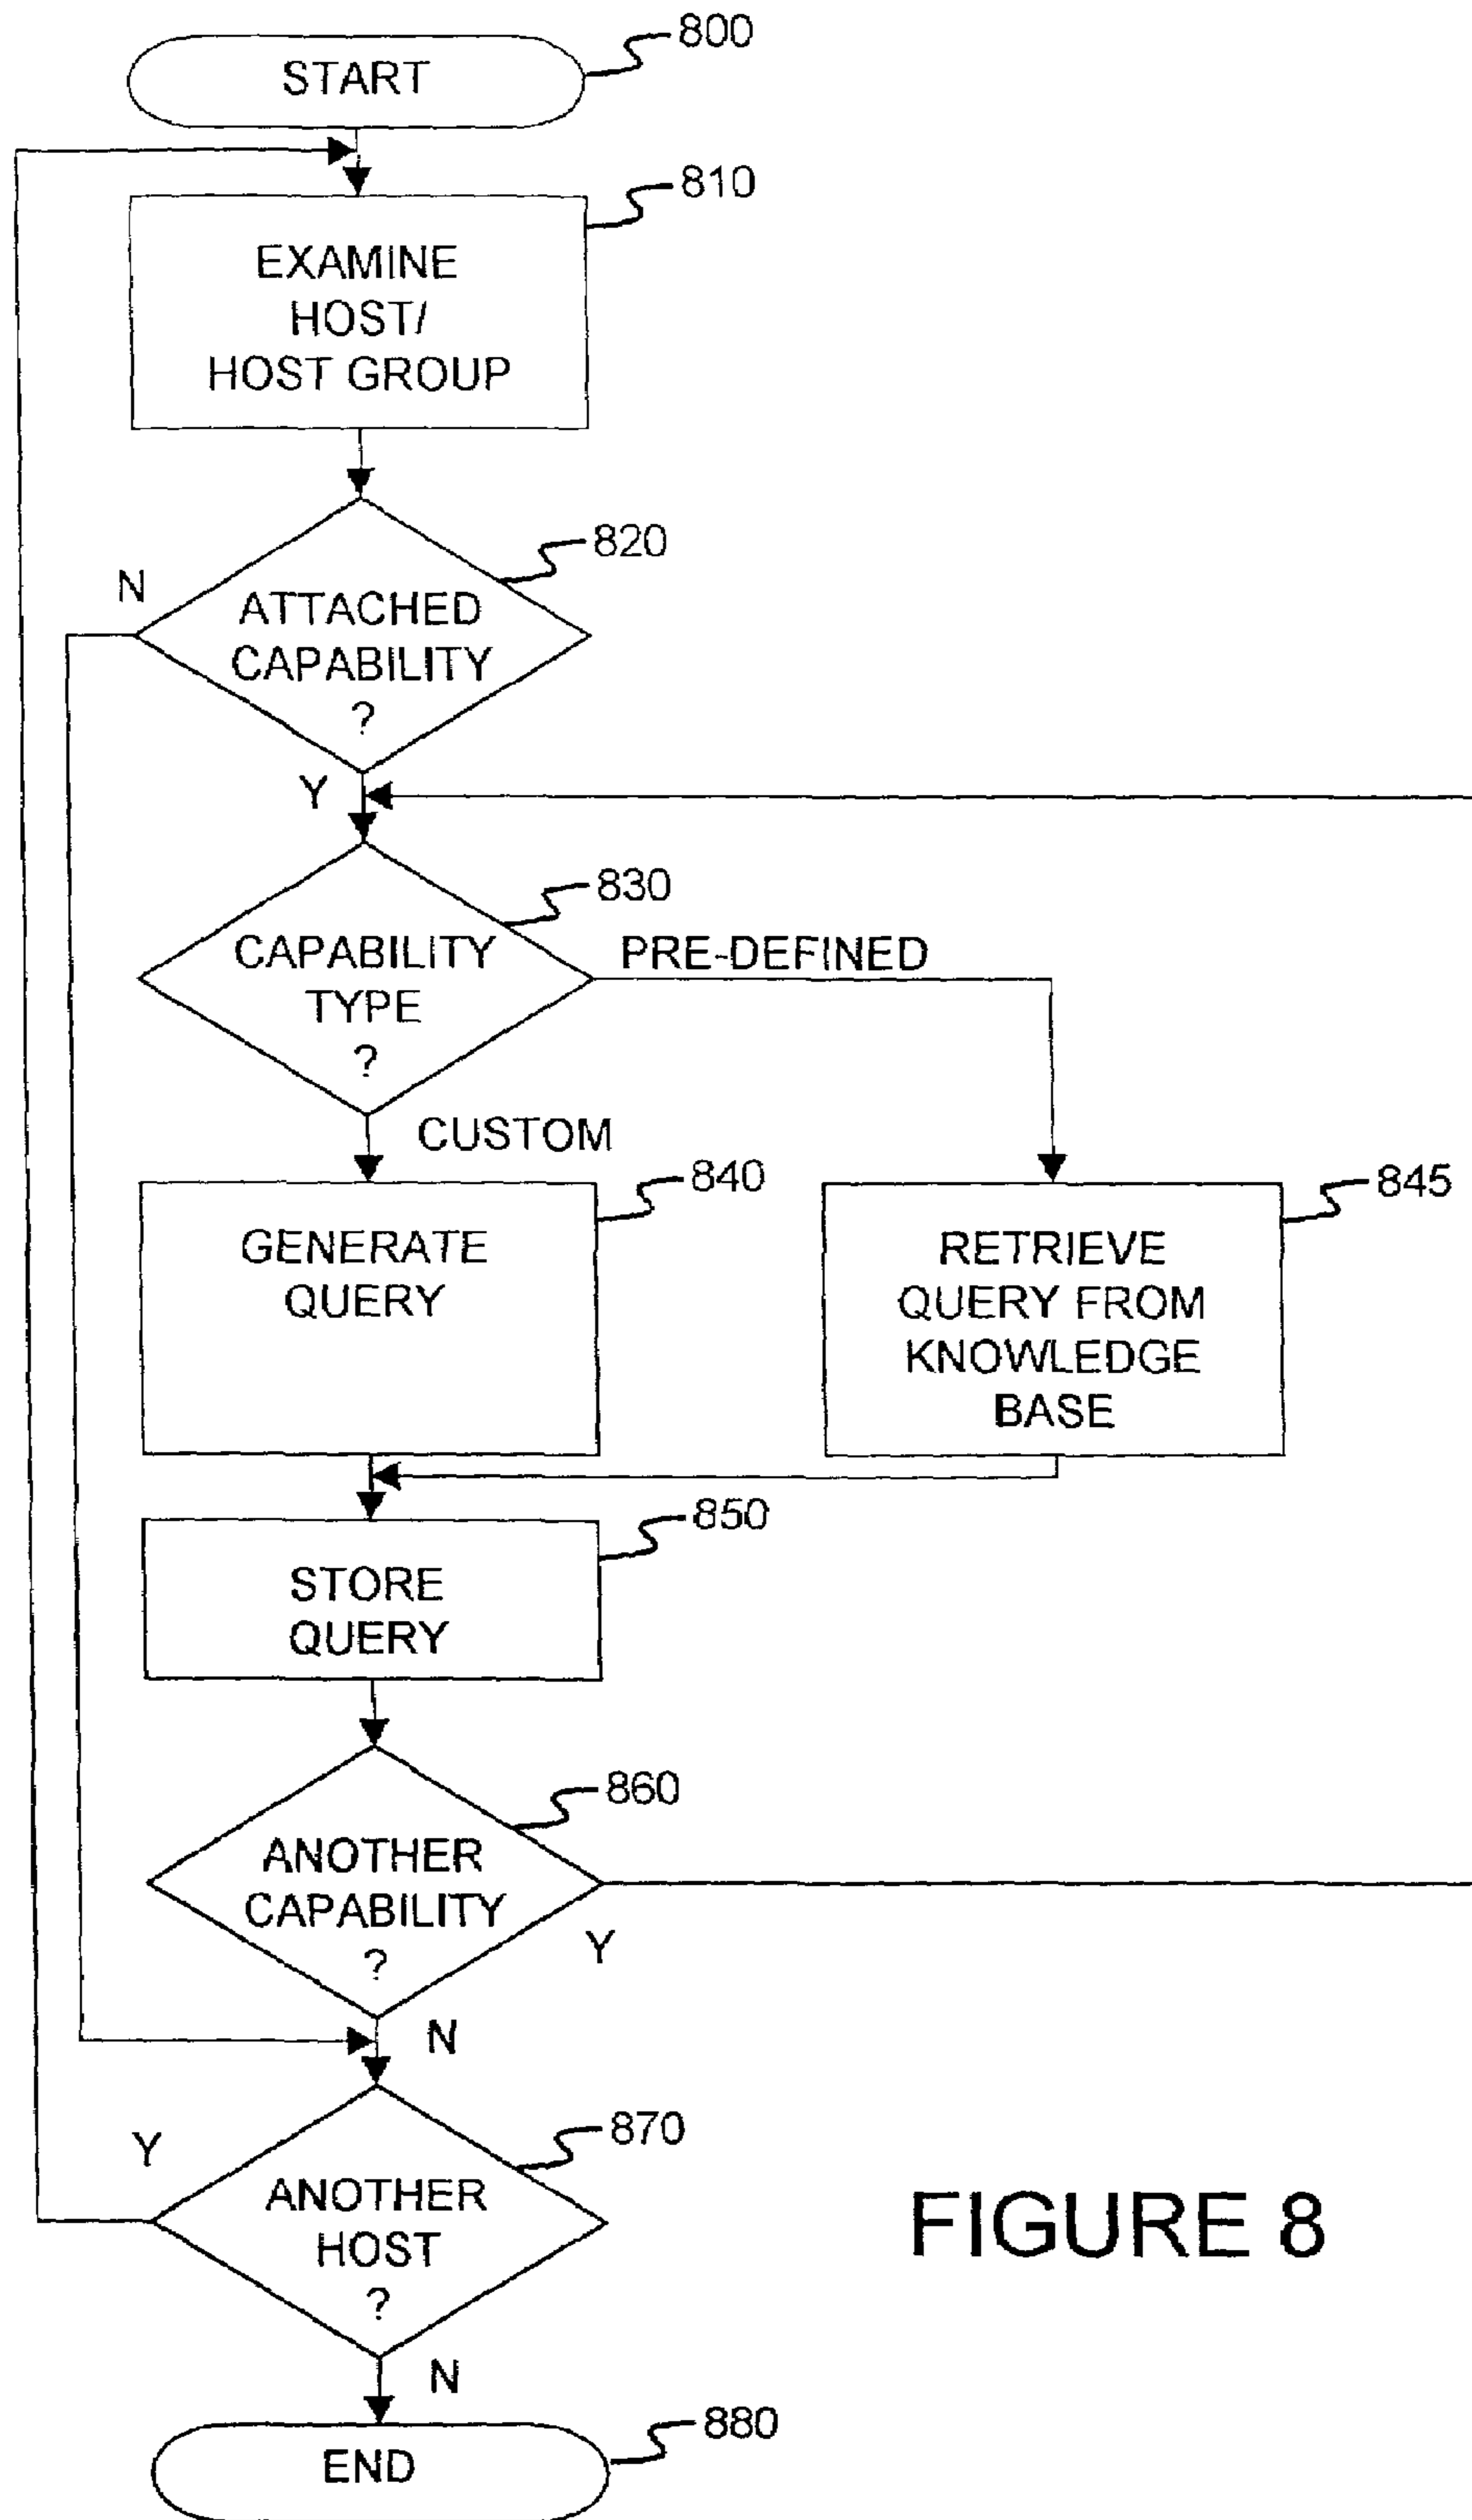 START
800
810
EXAMINE
HOST/
HOST GROUP
820
N
ATTACHED
CAPABILITY
?
Y
830
CAPABILITY
TYPE
?
PRE-DEFINED
CUSTOM
840
GENERATE
QUERY
845
RETRIEVE
QUERY FROM
KNOWLEDGE
BASE
850
STORE
QUERY
860
ANOTHER
CAPABILITY
?
Y
N
870
Y
ANOTHER
HOST
?
FIGURE 8
N
880
END